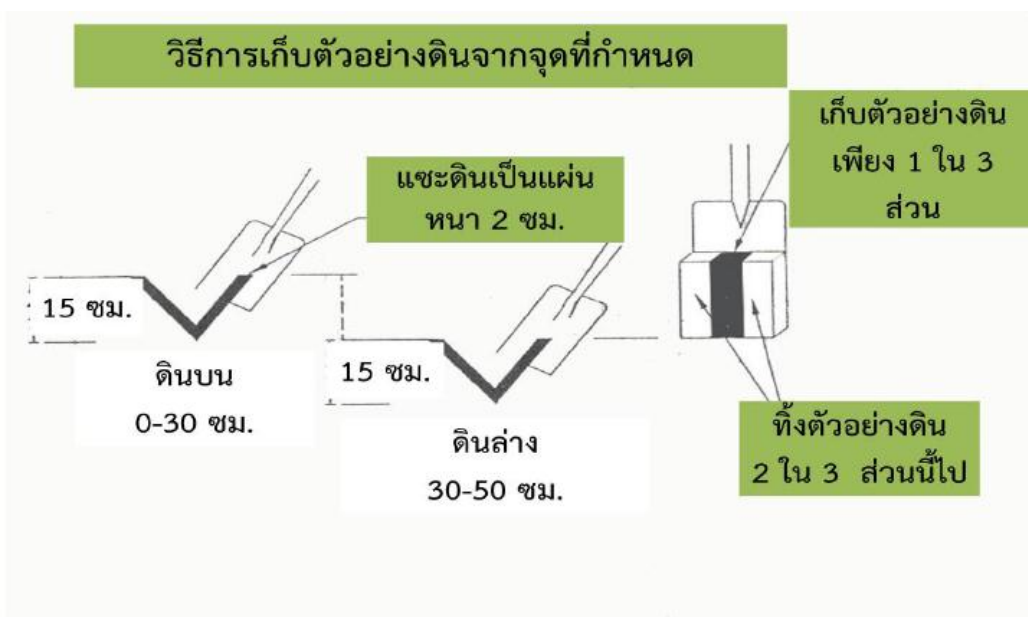 วิธีการเก็บตัวอย่างดินจากจุดที่กำหนด
เก็บตัวอย่างดิน
เพียง 1 ใน 3
ส่วน
แซะดินเป็นแผ่น
หนา 2 ซม.
15 ซม.
ดินบน
0-30 ซม.
15 ซม.
ดินล่าง
30-50 ซม.
ทิ้งตัวอย่างดิน
2 ใน 3 ส่วนนี้ไป